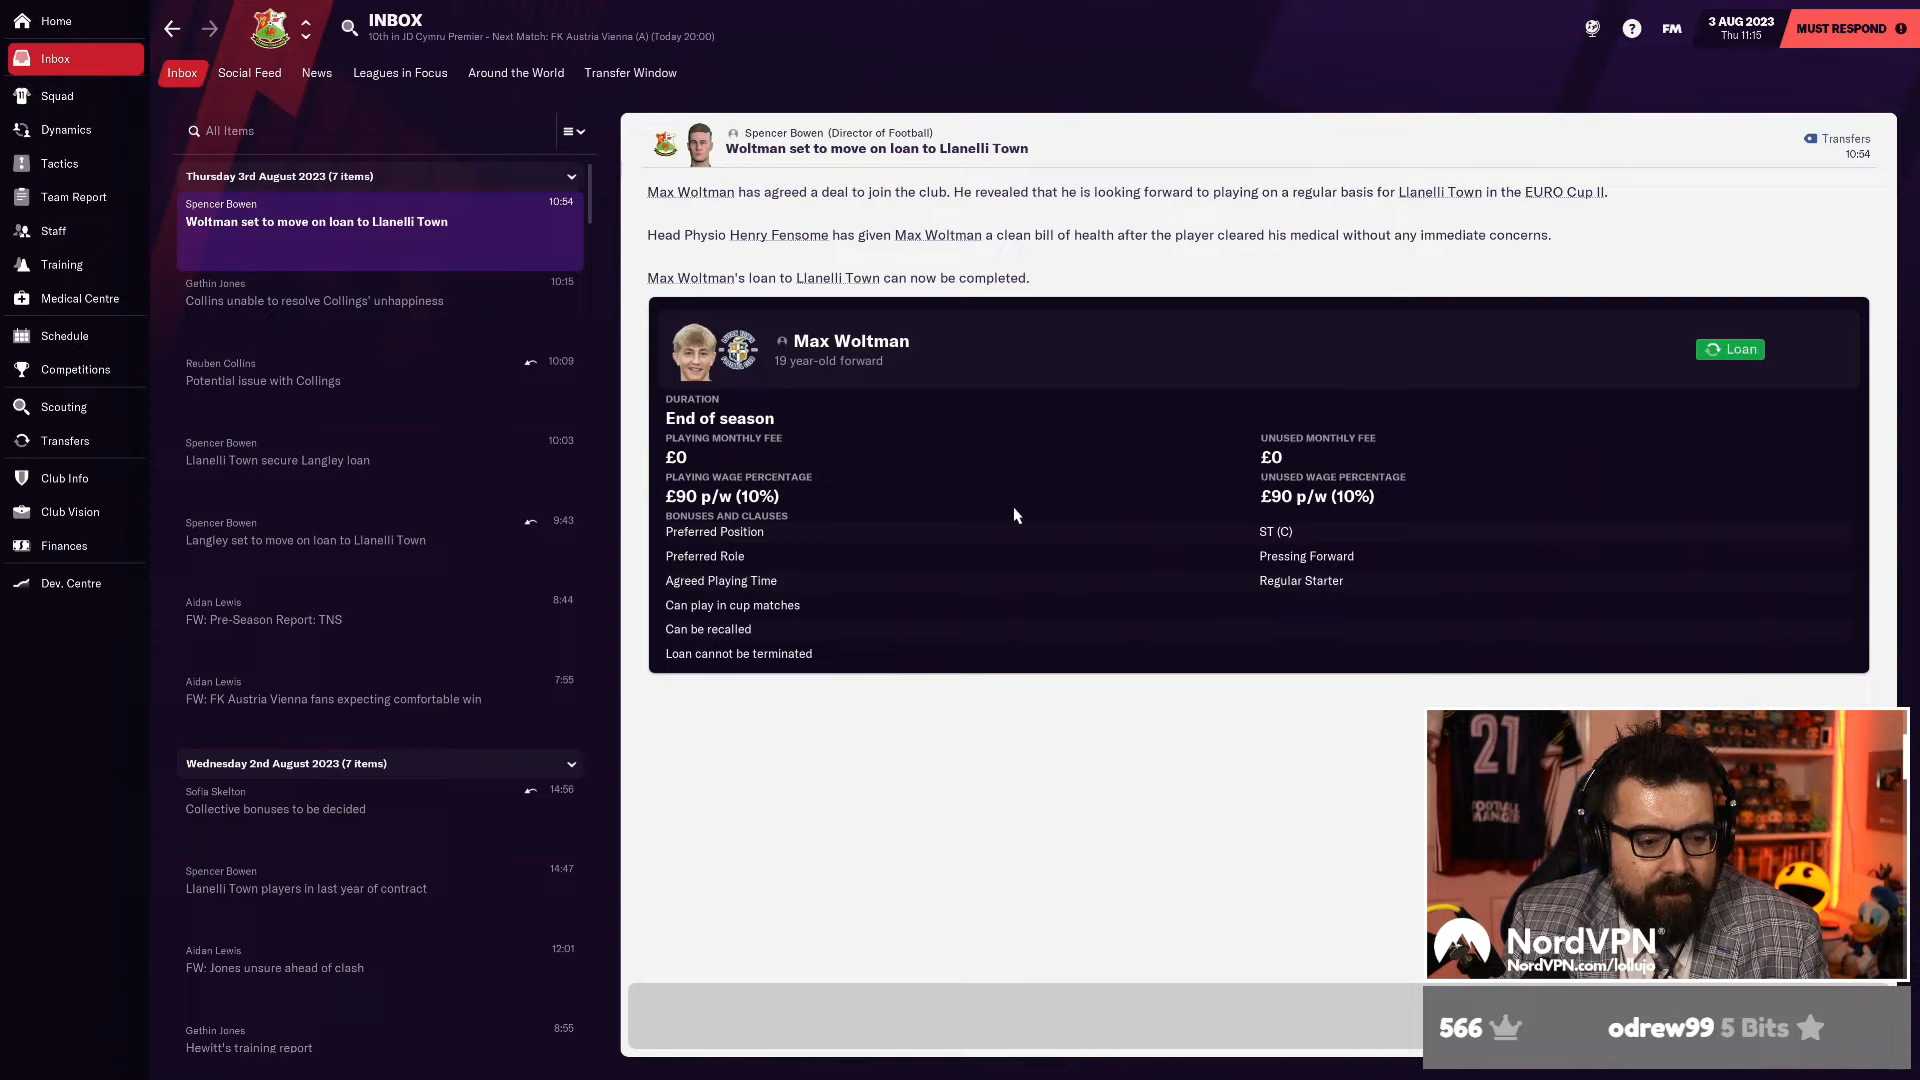 Home
Inbox
Squad
Dynamics
Tactics
Team Report
Staff
Training
Medical Centre
Schedule
Competitions
Scouting
Transfers
Club Info
Club Vision
Finances
Dev. Centre
INBOX
10th in JD Cymru Premier - Next Match: FK Austria Vienna (A) (Today 20:00)
FM
3 AUG 2023
Thu 11:15
MUST RESPOND
Inbox
Social Feed
News
Leagues in Focus
Around the World
Transfer Window
All Items
Thursday 3rd August 2023 (7 items)
Spencer Bowen 10:54
Woltman set to move on loan to Llanelli Town
Gethin Jones 10:15
Collins unable to resolve Collings' unhappiness
Reuben Collins 10:09
Potential issue with Collings
Spencer Bowen 10:03
Llanelli Town secure Langley loan
Spencer Bowen 9:43
Langley set to move on loan to Llanelli Town
Aidan Lewis 8:44
FW: Pre-Season Report: TNS
Aidan Lewis 7:55
FW: FK Austria Vienna fans expecting comfortable win
Wednesday 2nd August 2023 (7 items)
Sofia Skelton 14:56
Collective bonuses to be decided
Spencer Bowen 14:47
Llanelli Town players in last year of contract
Aidan Lewis 12:01
FW: Jones unsure ahead of clash
Gethin Jones 8:55
Hewitt's training report
Spencer Bowen (Director of Football)
Woltman set to move on loan to Llanelli Town
Transfers
10:54
Max Woltman has agreed a deal to join the club. He revealed that he is looking forward to playing on a regular basis for Llanelli Town in the EURO Cup II.
Head Physio Henry Fensome has given Max Woltman a clean bill of health after the player cleared his medical without any immediate concerns.
Max Woltman's loan to Llanelli Town can now be completed.
Max Woltman
19 year-old forward
Loan
DURATION
End of season
PLAYING MONTHLY FEE UNUSED MONTHLY FEE
£0 £0
PLAYING WAGE PERCENTAGE UNUSED WAGE PERCENTAGE
£90 p/w (10%) £90 p/w (10%)
BONUSES AND CLAUSES
Preferred Position ST (C)
Preferred Role Pressing Forward
Agreed Playing Time Regular Starter
Can play in cup matches
Can be recalled
Loan cannot be terminated
21
NordVPN®
NordVPN.com/lollujo
566 odrew99 5 Bits